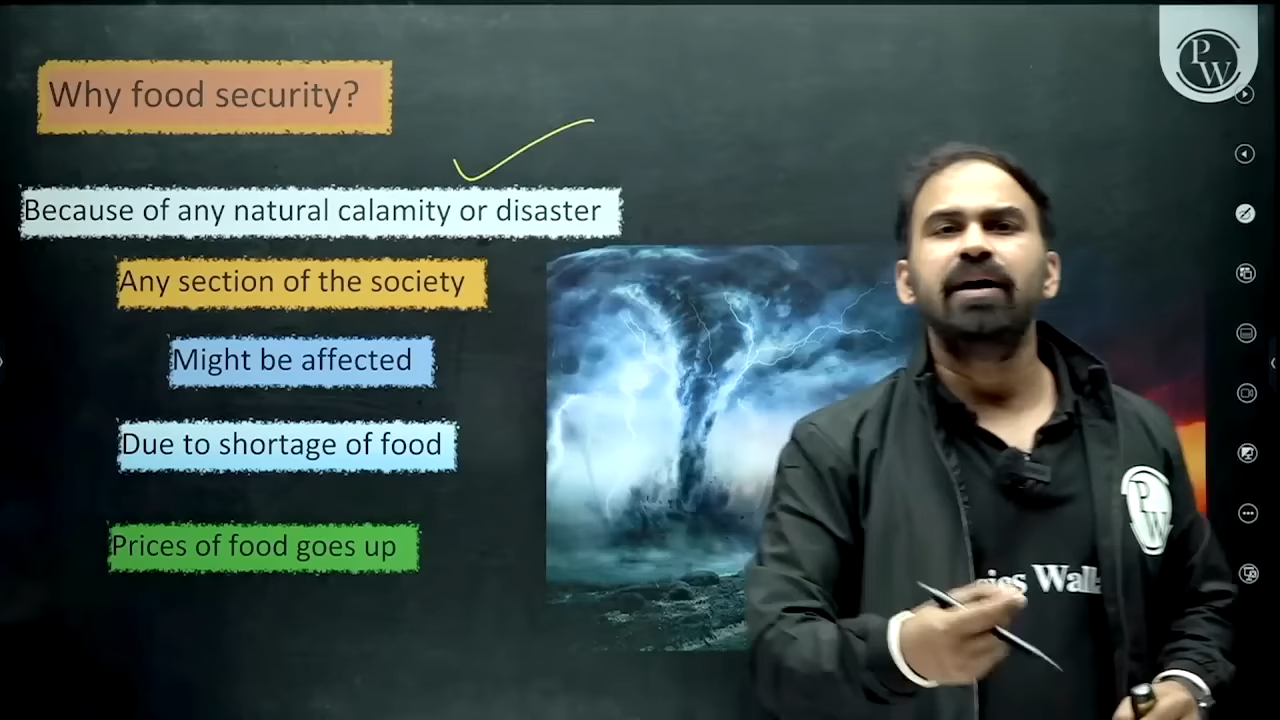 Why food security?
Because of any natural calamity or disaster
Any section of the society
Might be affected
Due to shortage of food
Prices of food goes up
PW
PW
Wall